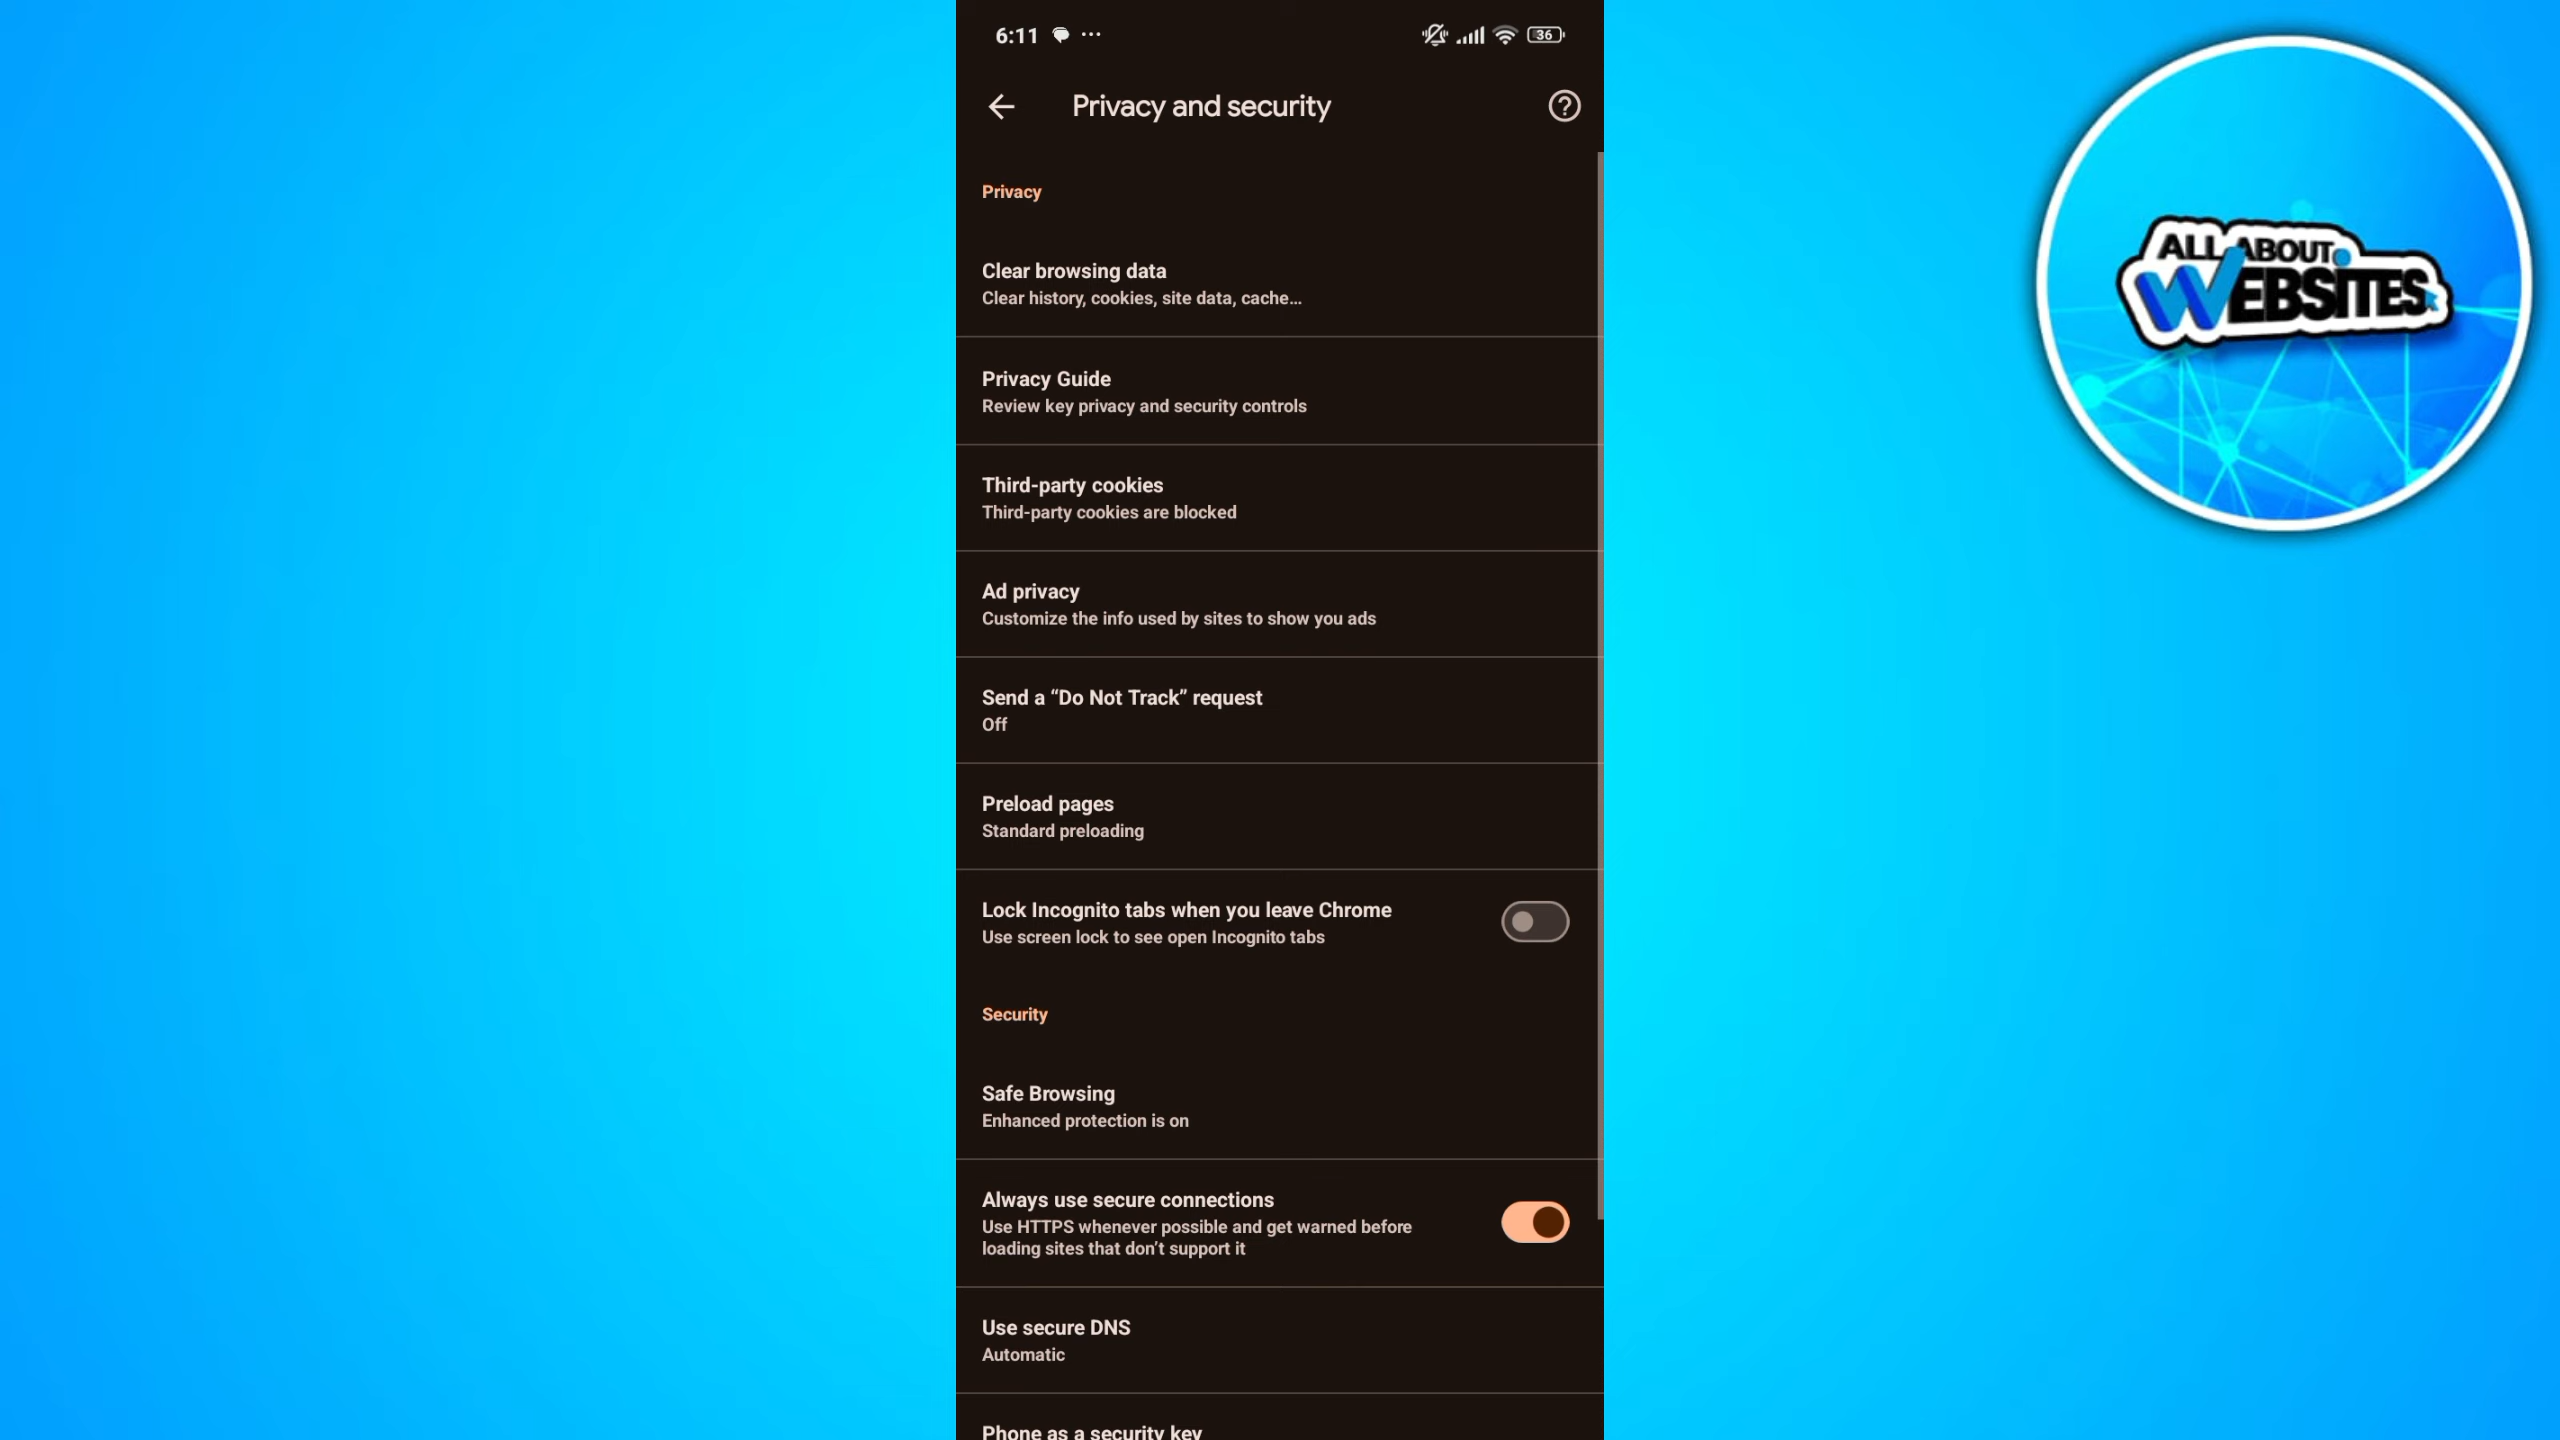 6:11
36
Privacy and security
Privacy
Clear browsing data
Clear history, cookies, site data, cache...
Privacy Guide
Review key privacy and security controls
Third-party cookies
Third-party cookies are blocked
Ad privacy
Customize the info used by sites to show you ads
Send a “Do Not Track” request
Off
Preload pages
Standard preloading
Lock Incognito tabs when you leave Chrome
Use screen lock to see open Incognito tabs
Security
Safe Browsing
Enhanced protection is on
Always use secure connections
Use HTTPS whenever possible and get warned before
loading sites that don’t support it
Use secure DNS
Automatic
Phone as a security key
ALL ABOUT
WEBSITES